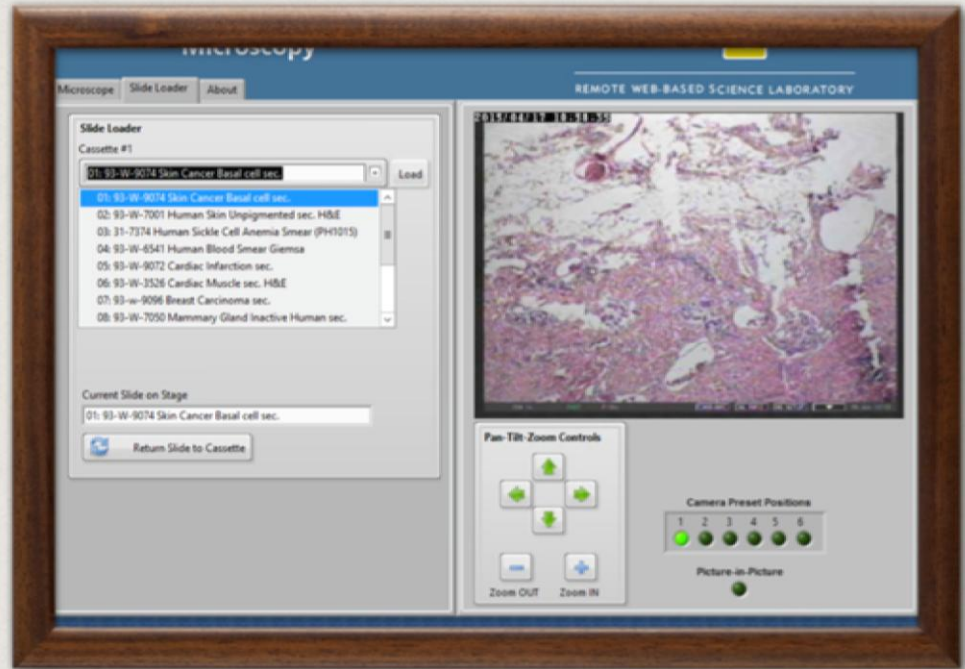 Microscopy
Microscope
Slide Loader
About
REMOTE WEB-BASED SCIENCE LABORATORY
Slide Loader
Cassette #1
01: 93-W-9074 Skin Cancer Basal cell sec.
Load
01: 93-W-9074 Skin Cancer Basal cell sec.
02: 93-W-7001 Human Skin Unpigmented sec. H&E
03: 31-7374 Human Sickle Cell Anemia Smear (PH1015)
04: 93-W-6541 Human Blood Smear Giemsa
05: 93-W-9072 Cardiac Infarction sec.
06: 93-W-3526 Cardiac Muscle sec. H&E
07: 93-w-9096 Breast Carcinoma sec.
08: 93-W-7050 Mammary Gland Inactive Human sec.
Current Slide on Stage
01: 93-W-9074 Skin Cancer Basal cell sec.
Return Slide to Cassette
2015/04/17 10:50:35
Pan-Tilt-Zoom Controls
Zoom OUT
Zoom IN
Camera Preset Positions
1 2 3 4 5 6
Picture-in-Picture